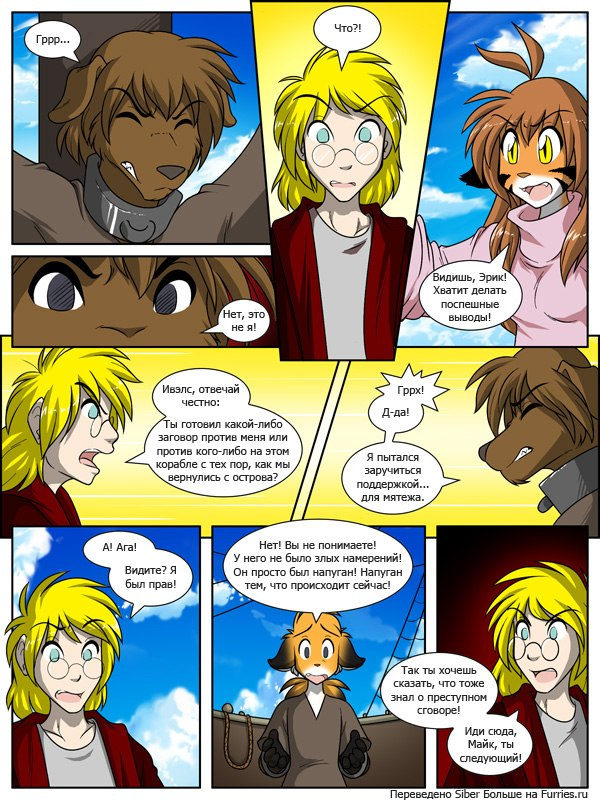 Гррр...
Что?!
Видишь, Эрик!
Хватит делать
поспешные
выводы!
Нет, это
не я!
Ивэлс, отвечай
честно:
Ты готовил какой-либо
заговор против меня или
против кого-либо на этом
корабле с тех пор, как мы
вернулись с острова?
Гррх!
Д-да!
Я пытался
заручиться
поддержкой...
для мятежа.
А! Ага!
Видите? Я
был прав!
Нет! Вы не понимаете!
У него не было злых намерений!
Он просто был напуган! Напуган
тем, что происходит сейчас!
Так ты хочешь
сказать, что тоже
знал о преступном
сговоре!
Иди сюда,
Майк, ты
следующий!
Переведено Siber Больше на Furries.ru